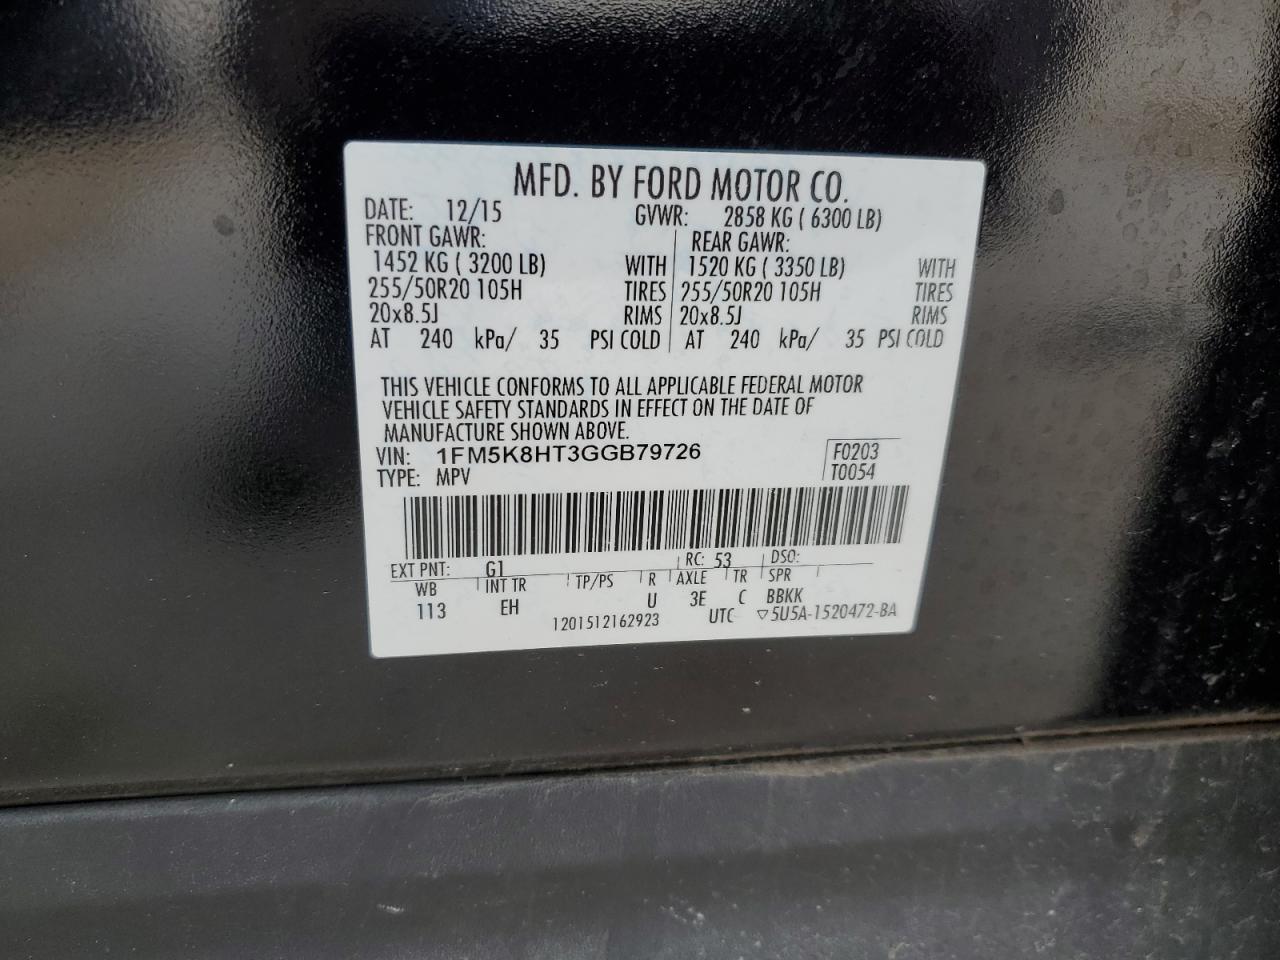 MFD. BY FORD MOTOR CO.
DATE: 12/15 GVWR: 2858 KG ( 6300 LB)
FRONT GAWR: REAR GAWR:
1452 KG ( 3200 LB) WITH 1520 KG ( 3350 LB) WITH
255/50R20 105H TIRES 255/50R20 105H TIRES
20x8.5J RIMS 20x8.5J RIMS
AT 240 kPa/ 35 PSI COLD AT 240 kPa/ 35 PSI COLD
THIS VEHICLE CONFORMS TO ALL APPLICABLE FEDERAL MOTOR
VEHICLE SAFETY STANDARDS IN EFFECT ON THE DATE OF
MANUFACTURE SHOWN ABOVE.
VIN: 1FM5K8HT3GGB79726 F0203
TYPE: MPV T0054
EXT PNT: G1 RC: 53 DSO:
WB INT TR TP/PS R AXLE TR SPR
113 EH U 3E C BBKK
1201512162923 UTC ▽5U5A-1520472-BA